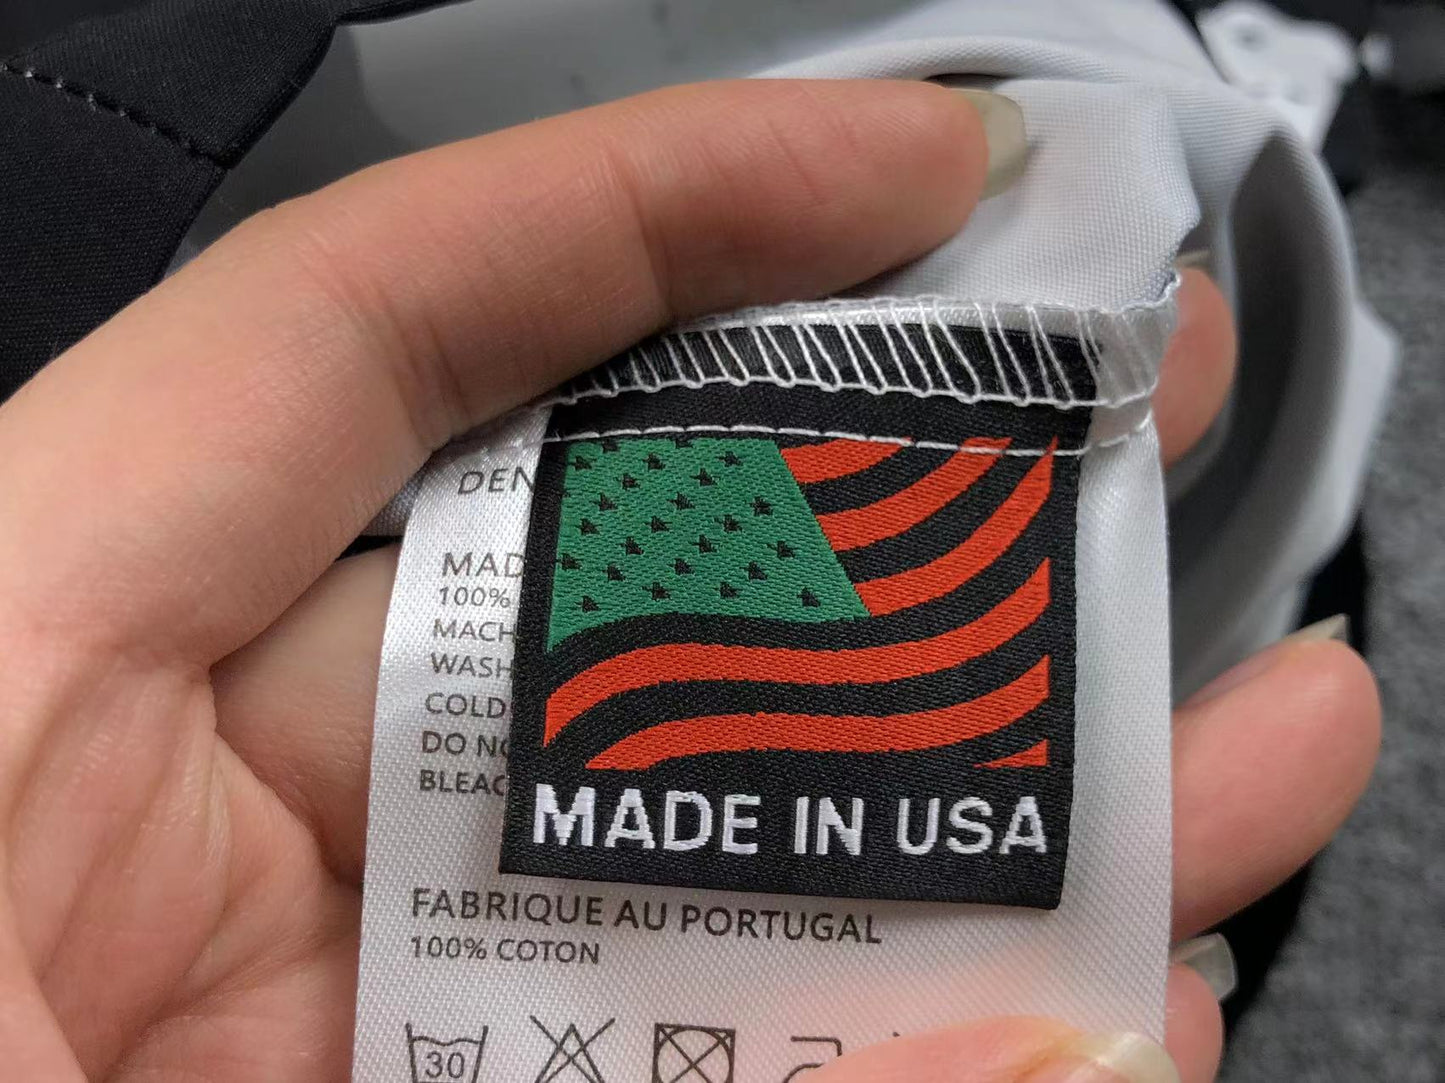 DEN
MAD
100%
MACH
WASH
COLD
DO NO
BLEAC
MADE IN USA
FABRIQUE AU PORTUGAL
100% COTON
30